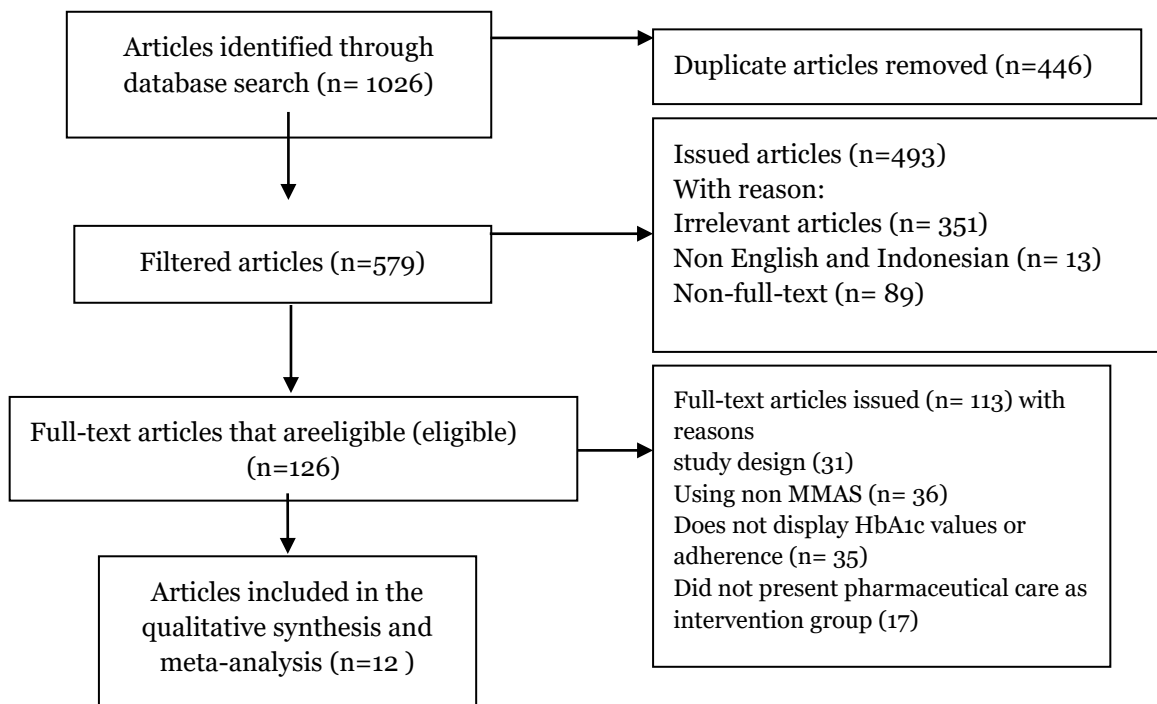 Articles identified through
database search (n= 1026)
Duplicate articles removed (n=446)
Issued articles (n=493)
With reason:
Irrelevant articles (n= 351)
Non English and Indonesian (n= 13)
Non-full-text (n= 89)
Filtered articles (n=579)
Full-text articles that areeligible (eligible)
(n=126)
Full-text articles issued (n= 113) with
reasons
study design (31)
Using non MMAS (n= 36)
Does not display HbA1c values or
adherence (n= 35)
Did not present pharmaceutical care as
intervention group (17)
Articles included in the
qualitative synthesis and
meta-analysis (n=12 )